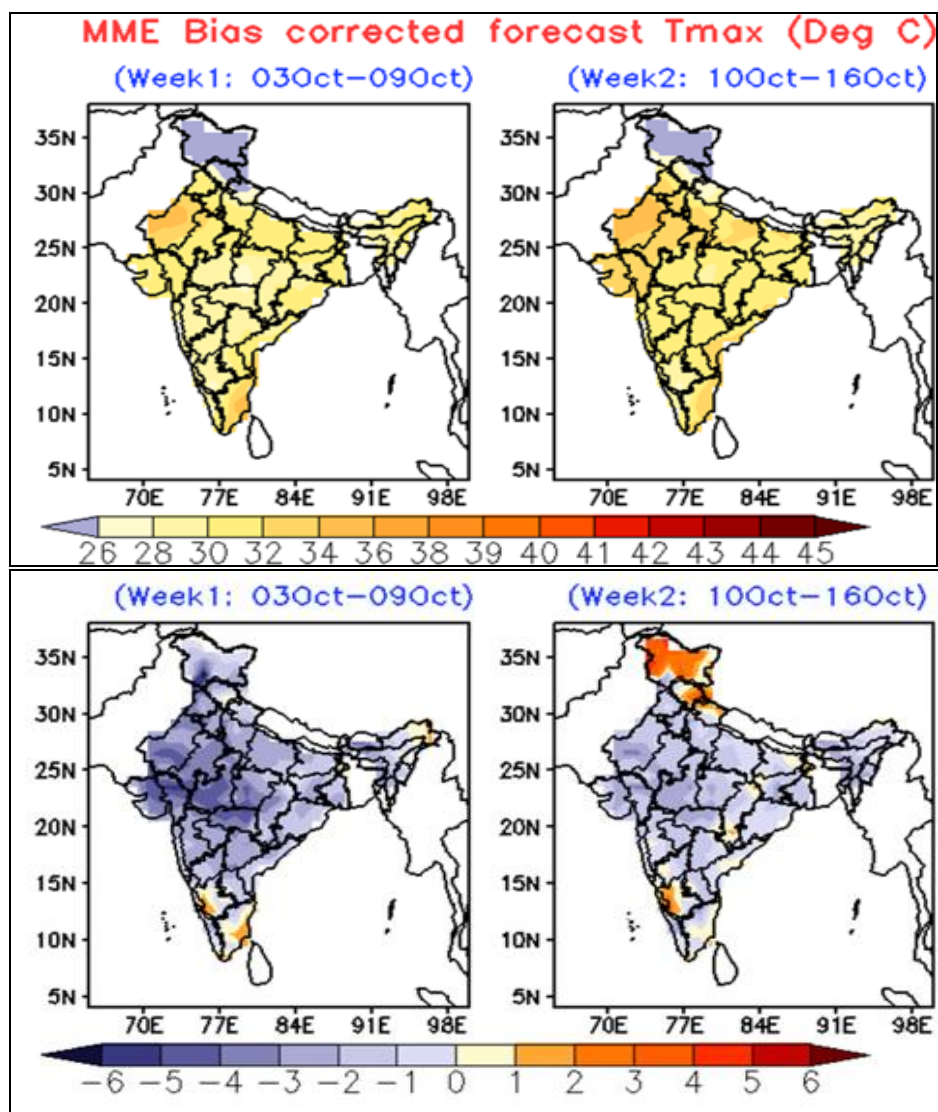 MME Bias corrected forecast Tmax (Deg C)
(Week1: 03Oct−09Oct) (Week2: 10Oct−16Oct)
35N 35N
30N 30N
25N 25N
20N 20N
15N 15N
10N 10N
5N 5N
70E 77E 84E 91E 98E 70E 77E 84E 91E 98E
26 28 30 32 34 36 38 39 40 41 42 43 44 45
(Week1: 03Oct−09Oct) (Week2: 10Oct−16Oct)
35N 35N
30N 30N
25N 25N
20N 20N
15N 15N
10N 10N
5N 5N
70E 77E 84E 91E 98E 70E 77E 84E 91E 98E
−6 −5 −4 −3 −2 −1 0 1 2 3 4 5 6